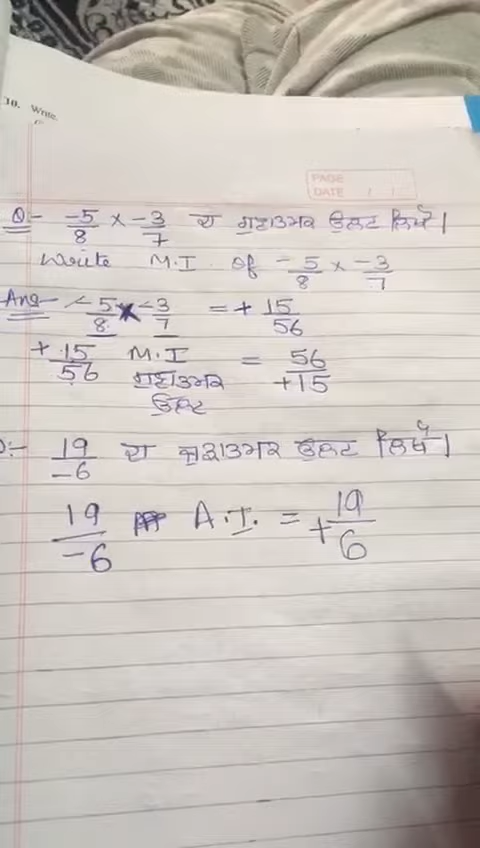 10. Write.
PAGE
DATE / /
Q:- -5/8 × -3/7 ਦਾ ਗੁਣਾਤਮਕ ਉਲਟ ਲਿਖੋ।
Write M.I of -5/8 × -3/7
Ans- -5/8 × -3/7 = + 15/56
+ 15/56 M.I = 56/+15
ਗੁਣਾਤਮਕ
ਉਲਟ
:- 19/-6 ਦਾ ਜੁੜਾਤਮਕ ਉਲਟ ਲਿਖੋ।
19/-6 A.I. = + 19/6